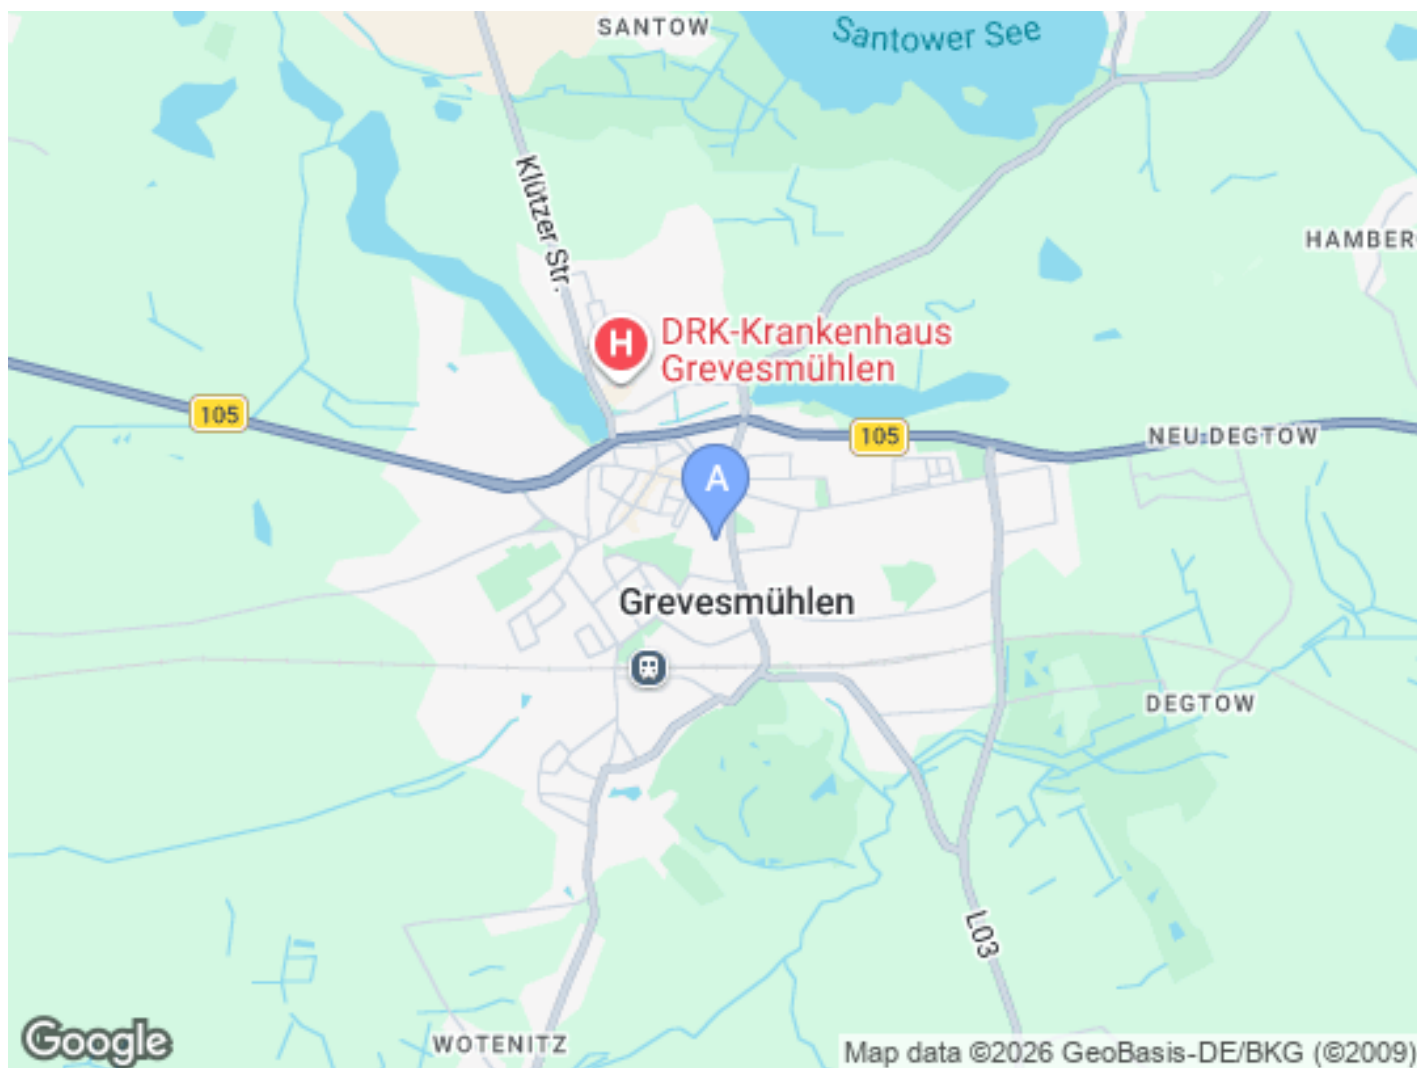 SANTOW
Santower See
Klützer Str.
HAMBERG
DRK-Krankenhaus
Grevesmühlen
H
105
105
NEU DEGTOW
A
Grevesmühlen
DEGTOW
L03
WOTENITZ
Google
Map data ©2026 GeoBasis-DE/BKG (©2009)